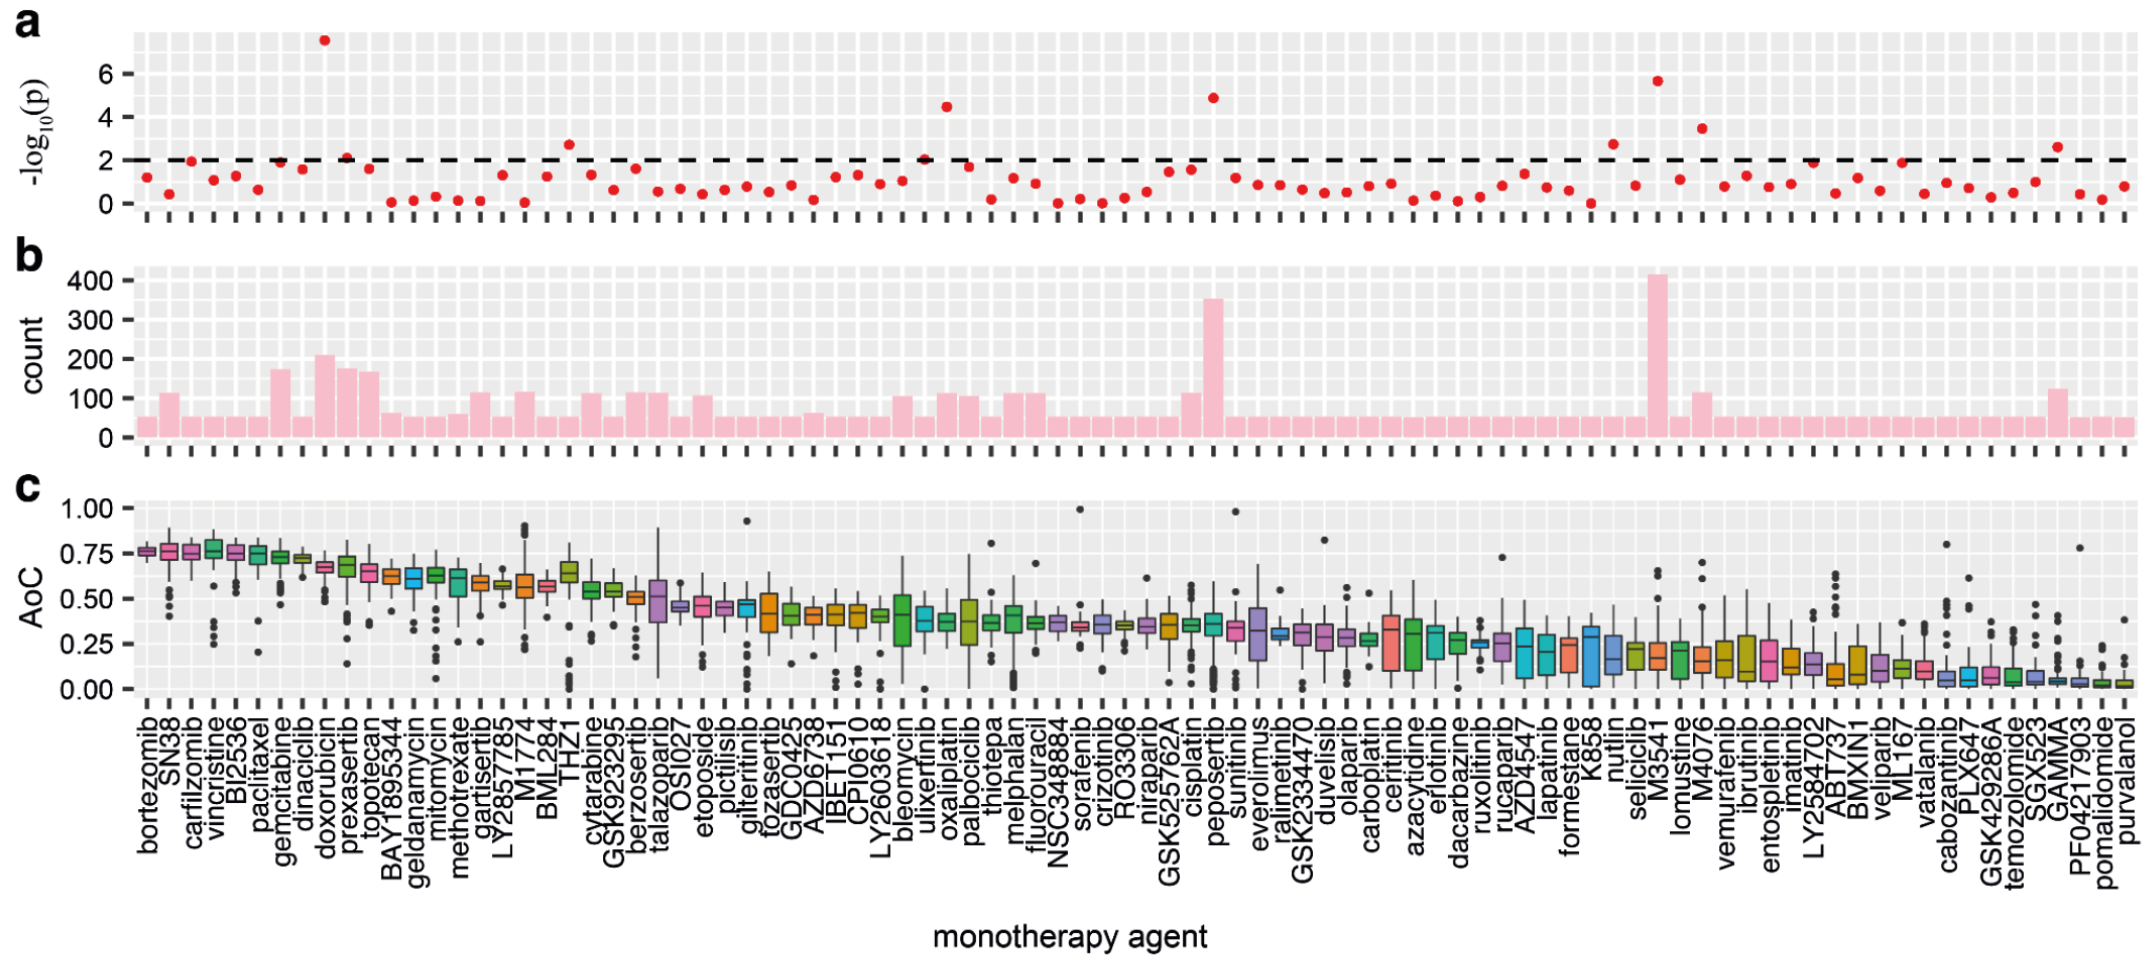 a
-log10(p)
6
4
2
0
b
count
400
300
200
100
0
c
AoC
1.00
0.75
0.50
0.25
0.00
bortezomib
SN38
carfilzomib
vincristine
BI2536
paclitaxel
gemcitabine
dinaciclib
doxorubicin
prexasertib
topotecan
BAY1895344
geldanamycin
mitomycin
methotrexate
gartisertib
LY2857785
M1774
BML284
THZ1
cytarabine
GSK923295
berzosertib
talazoparib
OSI027
etoposide
pictilisib
gilteritinib
fozasertib
GDC0425
AZD6738
IBET151
CPI0610
LY2603618
bleomycin
ulixertinib
oxaliplatin
palbociclib
thiotepa
melphalan
fluorouracil
NSC348884
sorafenib
crizotinib
RO3306
niraparib
GSK525762A
cisplatin
peposertib
sunitinib
everolimus
ralimetinib
GSK2334470
duvelisib
olaparib
carboplatin
ceritinib
azacytidine
erlotinib
dacarbazine
ruxolitinib
rucaparib
AZD4547
lapatinib
formestane
K858
nutlin
seliciclib
M3541
lomustine
M4076
vemurafenib
ibrutinib
entospletinib
imatinib
LY2584702
ABT737
BMXIN1
veliparib
ML167
vatalanib
cabozantinib
PLX647
GSK429286A
temozolomide
SGX523
GAMMA
PF04217903
pomalidomide
purvalanol
monotherapy agent